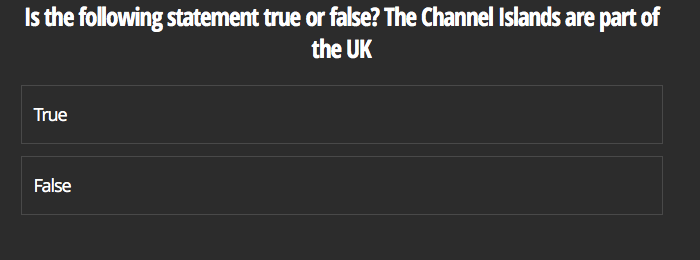 Is the following statement true or false? The Channel Islands are part of
the UK
True
False